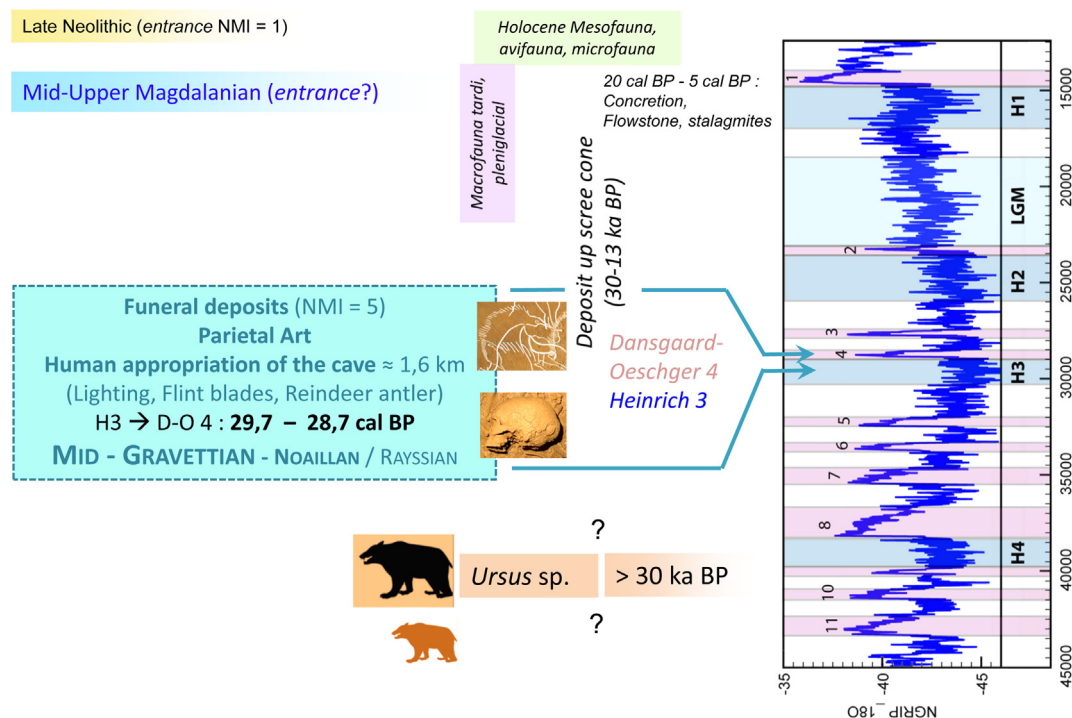 Late Neolithic (entrance NMI = 1)
Mid-Upper Magdalanian (entrance?)
Holocene Mesofauna,
avifauna, microfauna
Macrofauna tardi,
pleniglacial
20 cal BP - 5 cal BP :
Concretion,
Flowstone, stalagmites
Deposit up scree cone
(30-13 ka BP)
Funeral deposits (NMI = 5)
Parietal Art
Human appropriation of the cave ≈ 1,6 km
(Lighting, Flint blades, Reindeer antler)
H3 → D-O 4 : 29,7 – 28,7 cal BP
MID - GRAVETTIAN - NOAILLAN / RAYSSIAN
Dansgaard-
Oeschger 4
Heinrich 3
?
Ursus sp.
> 30 ka BP
?
1
2
3
4
5
6
7
8
10
11
H1
LGM
H2
H3
H4
15000
20000
25000
30000
35000
40000
45000
-35
-40
-45
NGRIP_18O